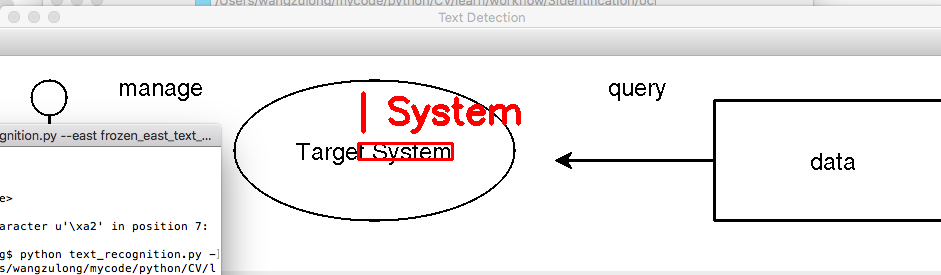 /Users/wangzulong/mycode/python/CV/learn/workflow/3identification/ocr
Text Detection
manage
query
| System
gnition.py --east frozen_east_text_...
Target System
data
e>
aracter u'\xa2' in position 7:
g$ python text_recognition.py -
s/wangzulong/mycode/python/CV/l